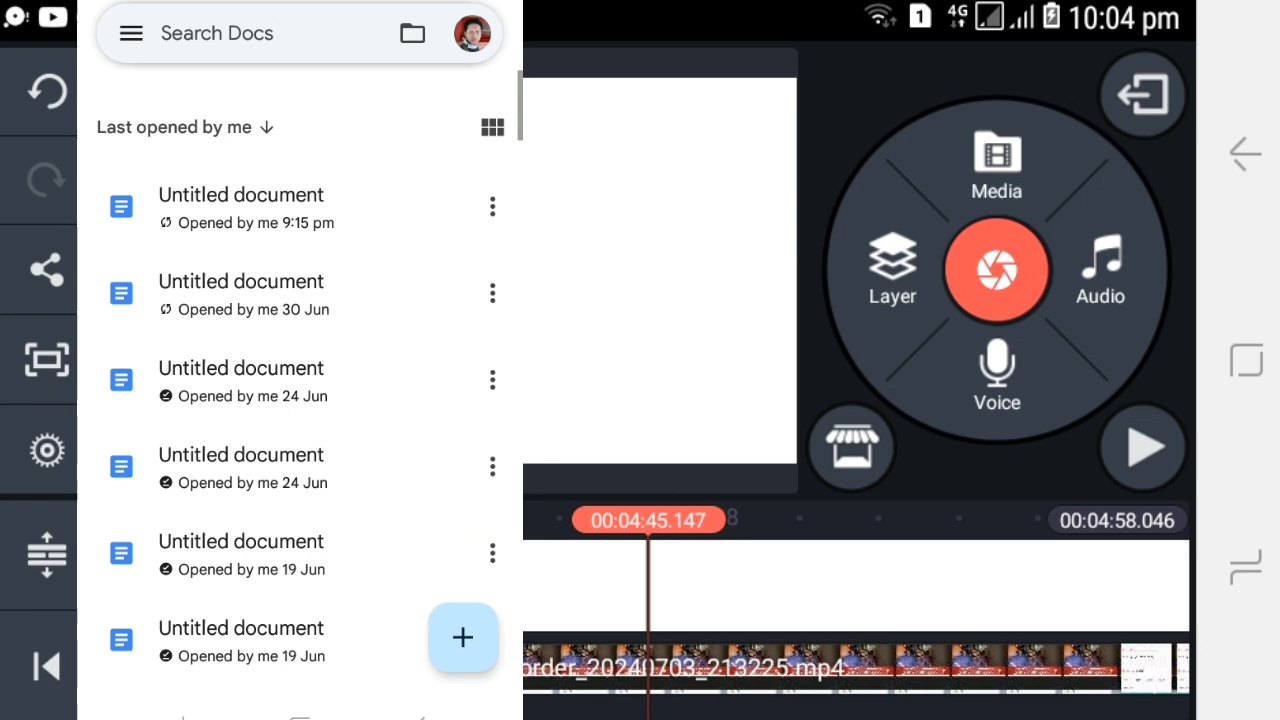 10:04 pm
1
4G
Search Docs
Last opened by me
Untitled document
Opened by me 9:15 pm
Untitled document
Opened by me 30 Jun
Untitled document
Opened by me 24 Jun
Untitled document
Opened by me 24 Jun
Untitled document
Opened by me 19 Jun
Untitled document
Opened by me 19 Jun
Media
Layer
Audio
Voice
00:04:45.147
8
00:04:58.046
order_20240703_213225.mp4